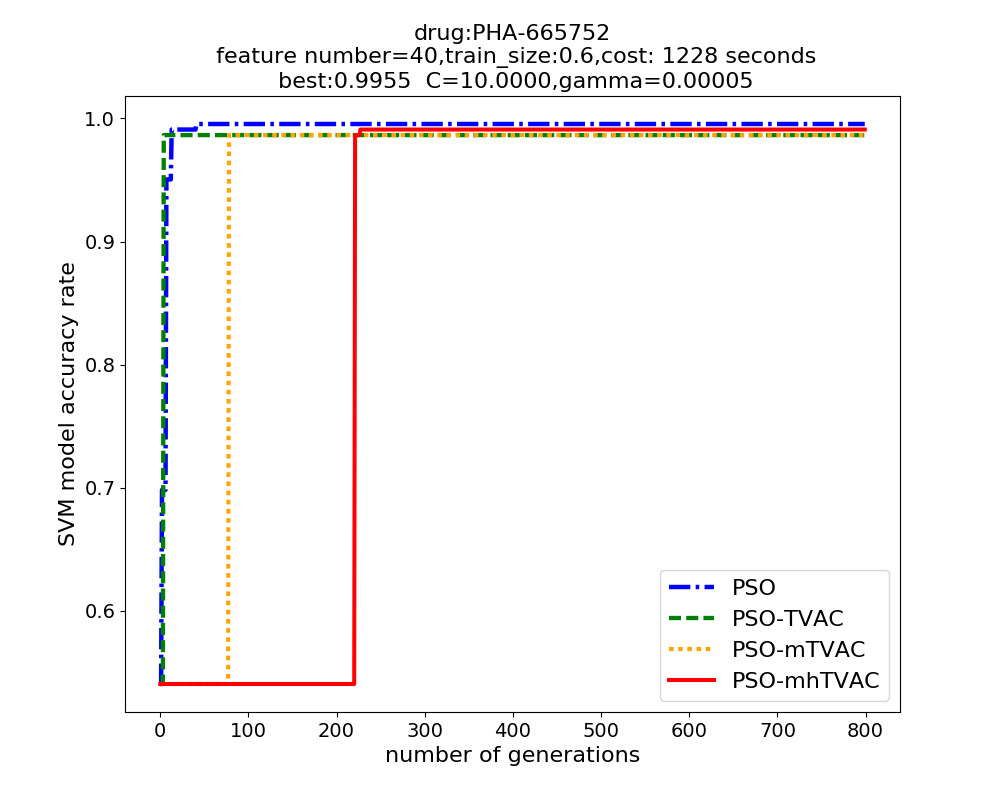 drug:PHA-665752
feature number=40,train_size:0.6,cost: 1228 seconds
best:0.9955  C=10.0000,gamma=0.00005
1.0
0.9
0.8
0.7
0.6
SVM model accuracy rate
PSO
PSO-TVAC
PSO-mTVAC
PSO-mhTVAC
0 100 200 300 400 500 600 700 800
number of generations